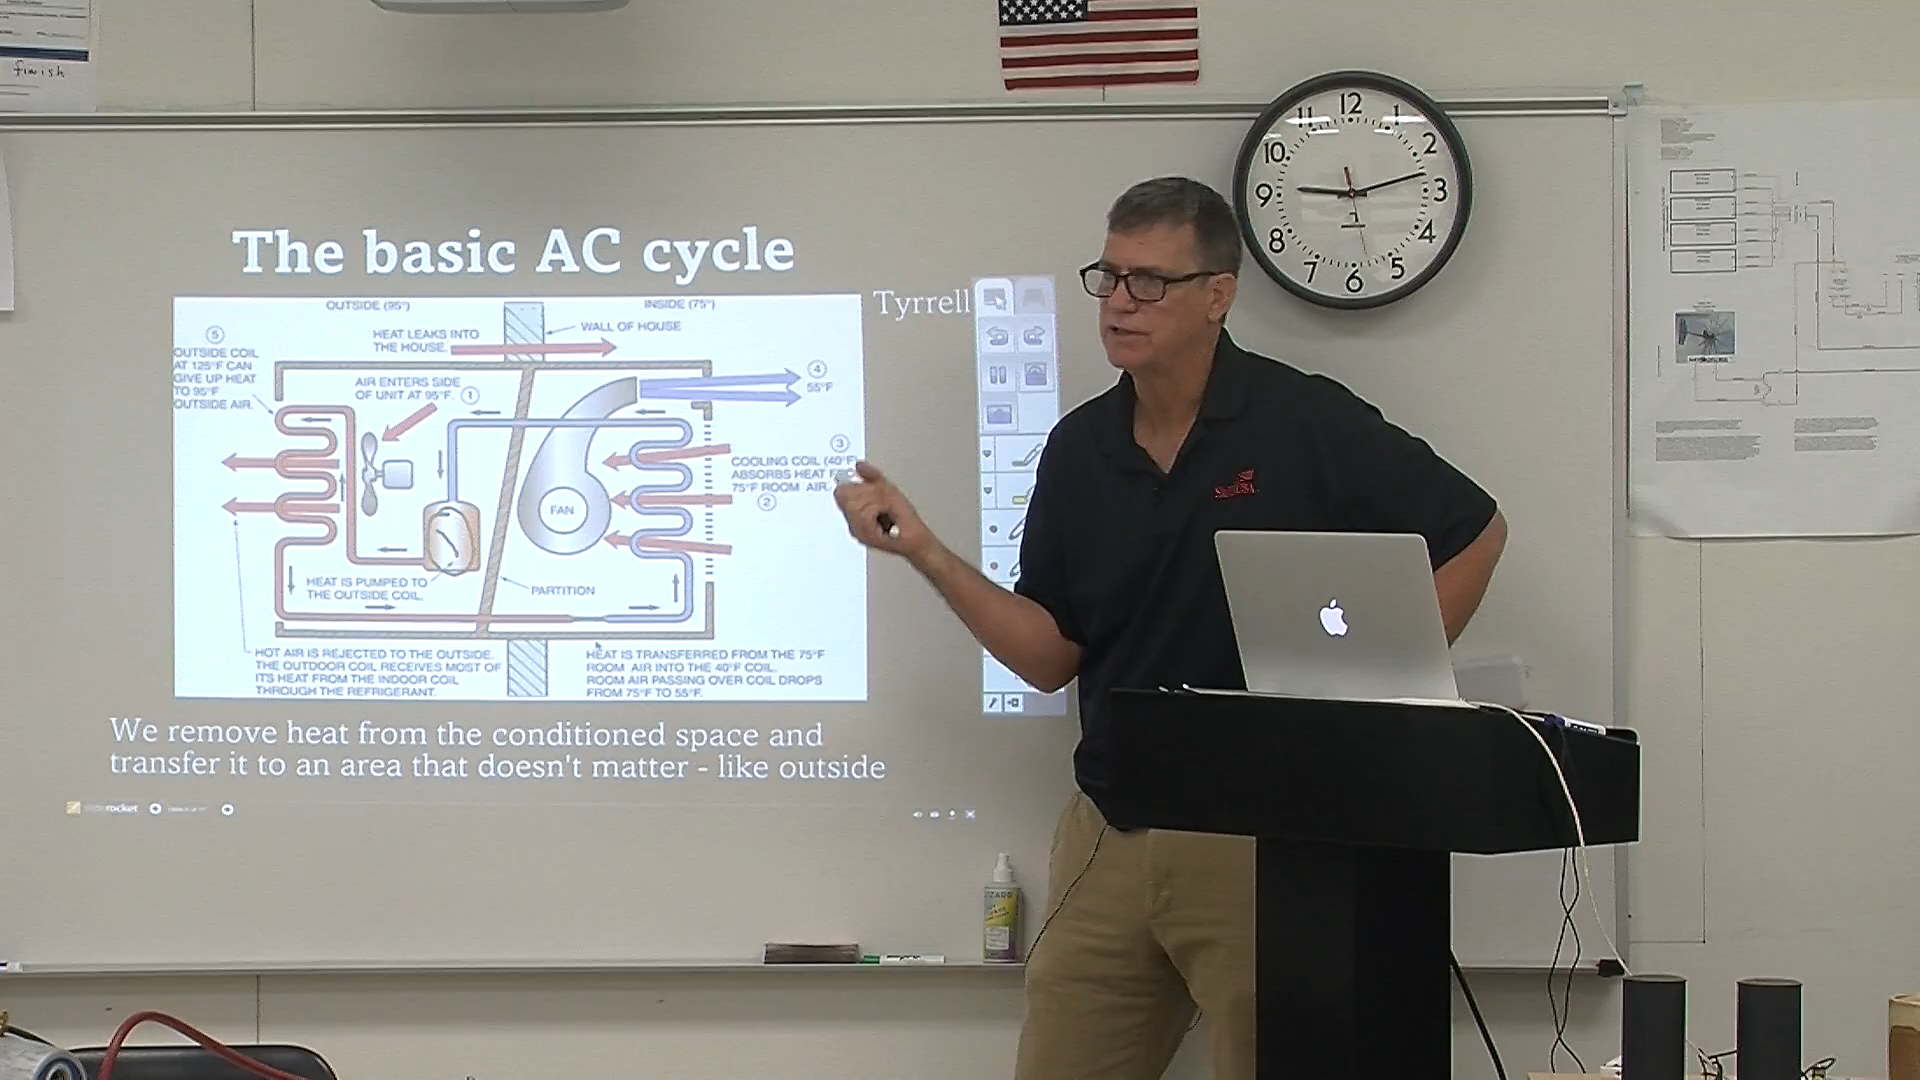 finish
The basic AC cycle
Tyrrell
OUTSIDE (95°)
INSIDE (75°)
HEAT LEAKS INTO
THE HOUSE.
WALL OF HOUSE
5
OUTSIDE COIL
AT 125°F CAN
GIVE UP HEAT
TO 95°F
OUTSIDE AIR.
AIR ENTERS SIDE
OF UNIT AT 95°F. 1
4
55°F
3
COOLING COIL (40°F)
ABSORBS HEAT
75°F ROOM AIR.
2
FAN
HEAT IS PUMPED TO
THE OUTSIDE COIL.
PARTITION
HOT AIR IS REJECTED TO THE OUTSIDE.
THE OUTDOOR COIL RECEIVES MOST OF
ITS HEAT FROM THE INDOOR COIL
THROUGH THE REFRIGERANT.
HEAT IS TRANSFERRED FROM THE 75°F
ROOM AIR INTO THE 40°F COIL.
ROOM AIR PASSING OVER COIL DROPS
FROM 75°F TO 55°F.
We remove heat from the conditioned space and
transfer it to an area that doesn't matter - like outside
rocket
12
1
2
3
4
5
6
7
8
9
10
11